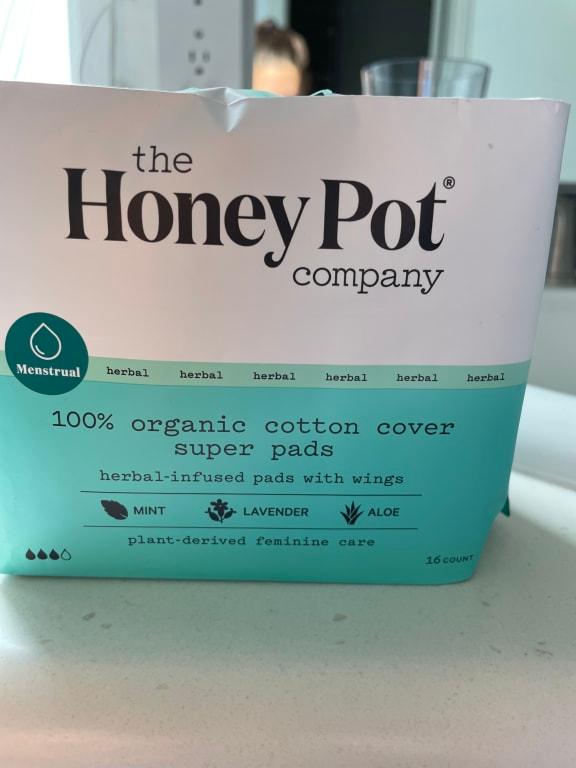 the
Honey Pot®
company
Menstrual
herbal herbal herbal herbal herbal herbal
100% organic cotton cover
super pads
herbal-infused pads with wings
MINT LAVENDER ALOE
plant-derived feminine care
16 COUNT